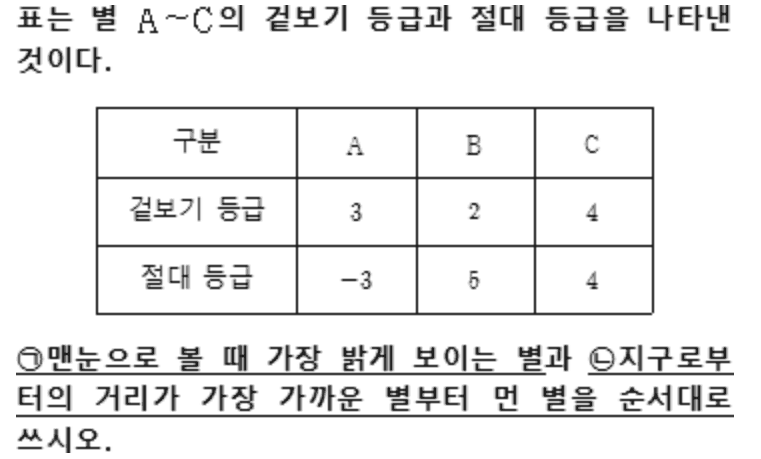 표는 별 A~C의 겉보기 등급과 절대 등급을 나타낸
것이다.
구분 A B C
겉보기 등급 3 2 4
절대 등급 -3 5 4
㉠맨눈으로 볼 때 가장 밝게 보이는 별과 ㉡지구로부
터의 거리가 가장 가까운 별부터 먼 별을 순서대로
쓰시오.